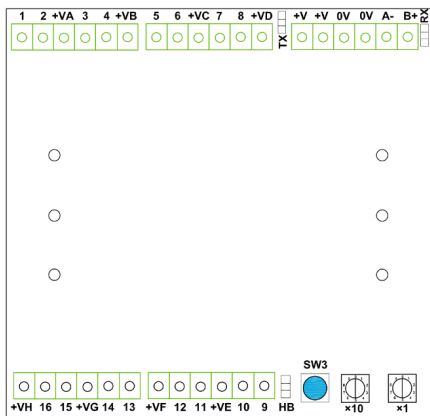 1 2 +VA 3 4 +VB 5 6 +VC 7 8 +VD TX +V +V 0V 0V A- B+ RX
SW3
+VH 16 15 +VG 14 13 +VF 12 11 +VE 10 9 HB ×10 ×1